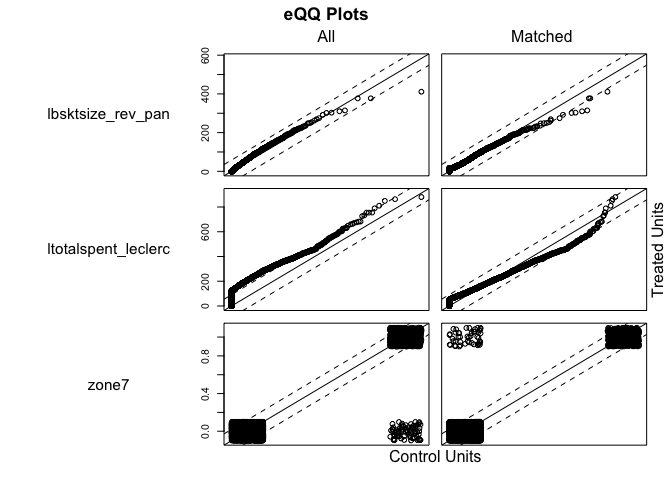 eQQ Plots
All
Matched
lbsktsize_rev_pan
600
400
200
0
ltotalspent_leclerc
600
400
200
0
zone7
0.8
0.4
0.0
Treated Units
Control Units